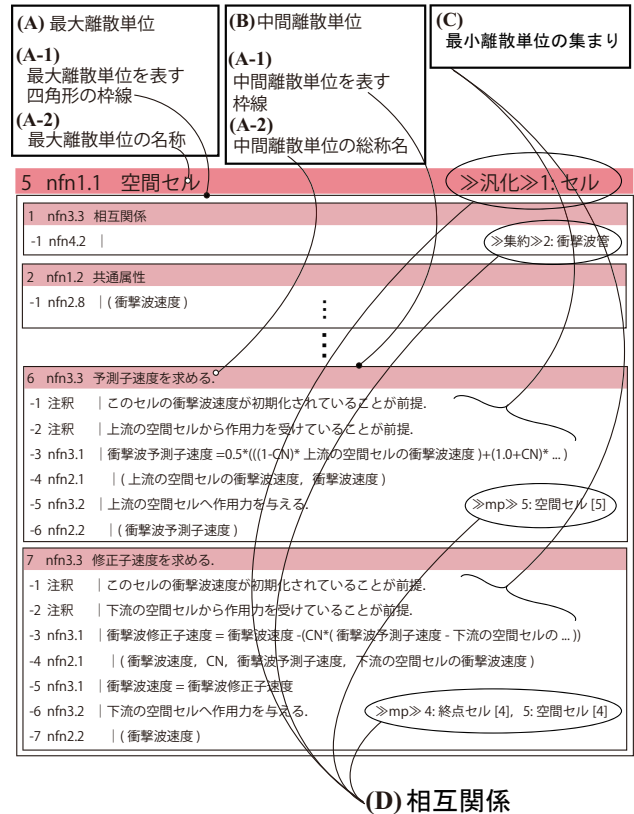 (A) 最大離散単位
(A-1)
最大離散単位を表す
四角形の枠線
(A-2)
最大離散単位の名称
(B) 中間離散単位
(A-1)
中間離散単位を表す
枠線
(A-2)
中間離散単位の総称名
(C)
最小離散単位の集まり
5 nfn1.1 空間セル ≫汎化≫1: セル
1 nfn3.3 相互関係
-1 nfn4.2 | ≫集約≫2: 衝撃波管
2 nfn1.2 共通属性
-1 nfn2.8 | ( 衝撃波速度 )
6 nfn3.3 予測子速度を求める.
-1 注釈 | このセルの衝撃波速度が初期化されていることが前提.
-2 注釈 | 上流の空間セルから作用力を受けていることが前提.
-3 nfn3.1 | 衝撃波予測子速度 =0.5*(((1-CN)* 上流の空間セルの衝撃波速度 )+(1.0+CN)* ... )
-4 nfn2.1 | ( 上流の空間セルの衝撃波速度, 衝撃波速度 )
-5 nfn3.2 | 上流の空間セルへ作用力を与える. ≫mp≫ 5: 空間セル [5]
-6 nfn2.2 | ( 衝撃波予測子速度 )
7 nfn3.3 修正子速度を求める.
-1 注釈 | このセルの衝撃波速度が初期化されていることが前提.
-2 注釈 | 下流の空間セルから作用力を受けていることが前提.
-3 nfn3.1 | 衝撃波修正子速度 = 衝撃波速度 -(CN*( 衝撃波予測子速度 - 下流の空間セルの ... ))
-4 nfn2.1 | ( 衝撃波速度, CN, 衝撃波予測子速度, 下流の空間セルの衝撃波速度 )
-5 nfn3.1 | 衝撃波速度 = 衝撃波修正子速度
-6 nfn3.2 | 下流の空間セルへ作用力を与える. ≫mp≫ 4: 終点セル [4], 5: 空間セル [4]
-7 nfn2.2 | ( 衝撃波速度 )
(D) 相互関係